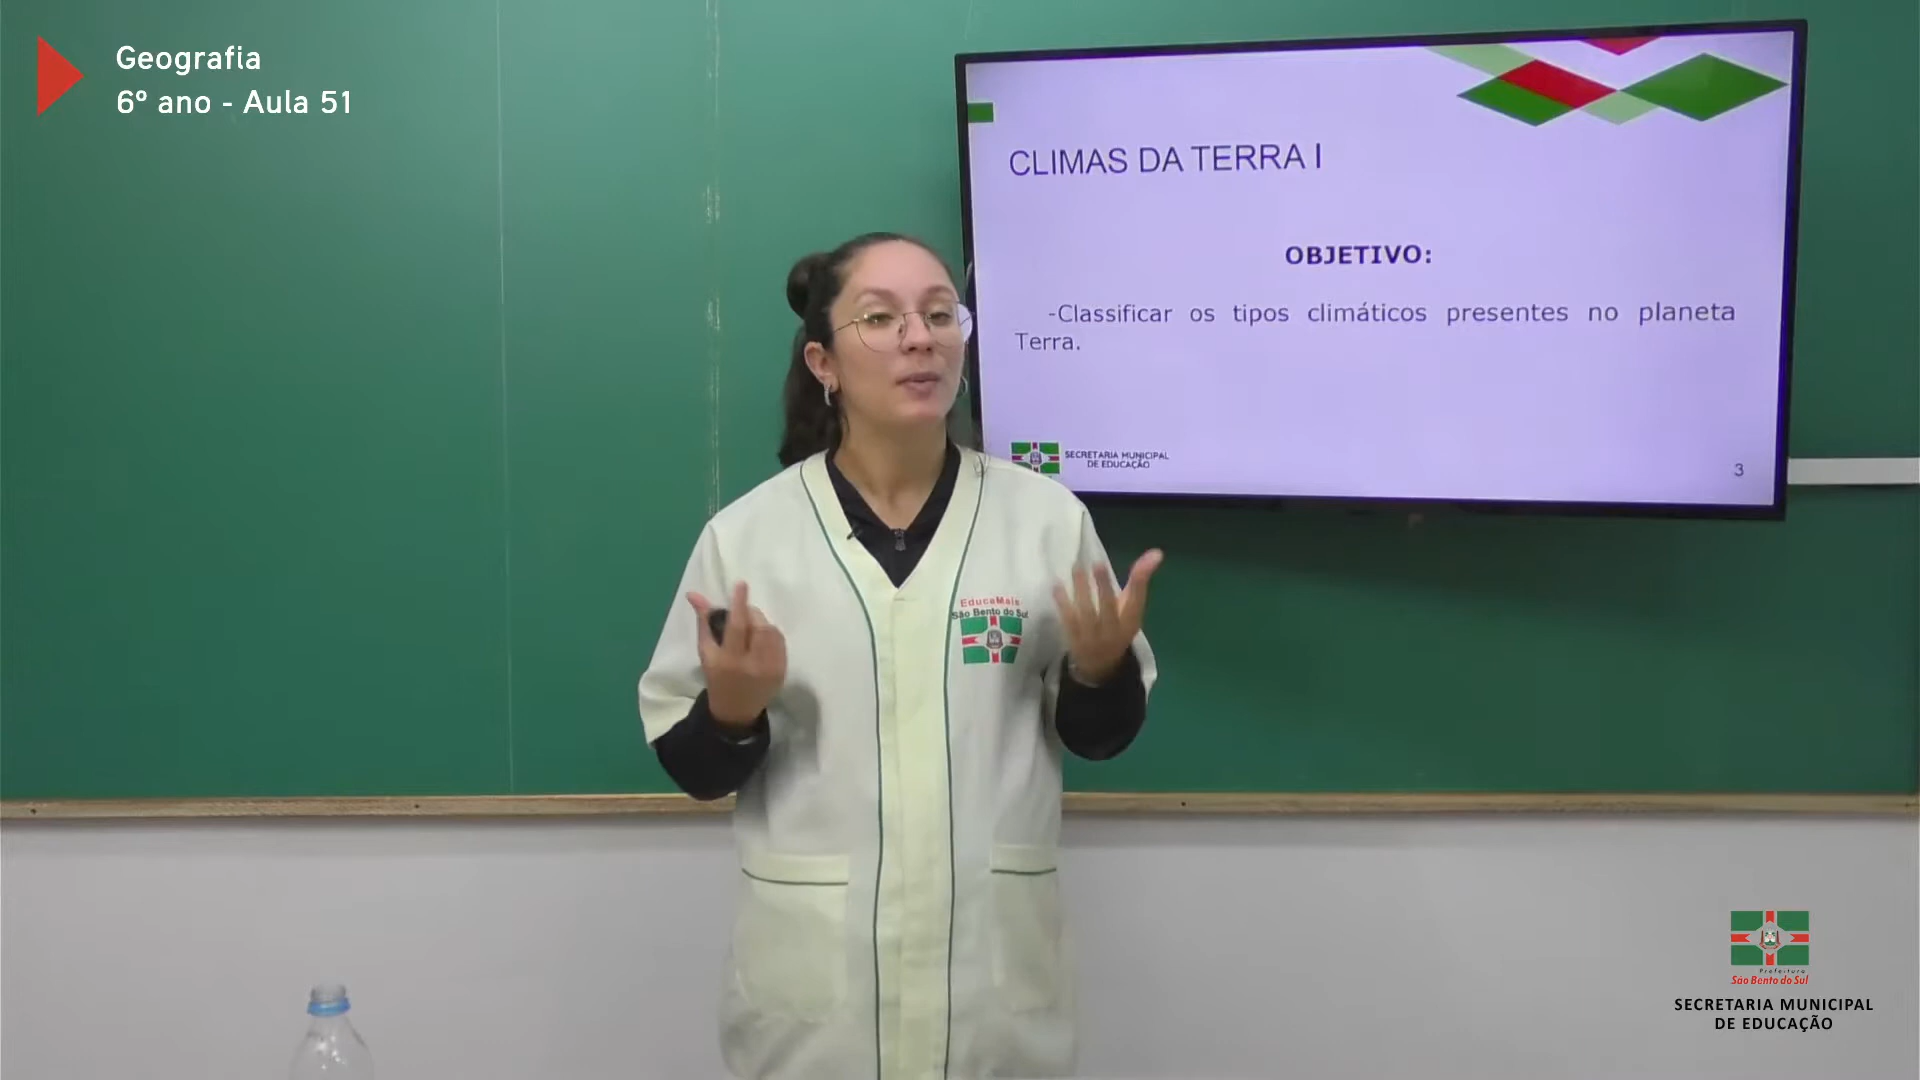 Geografia
6º ano - Aula 51
CLIMAS DA TERRA I
OBJETIVO:
-Classificar os tipos climáticos presentes no planeta
Terra.
SECRETARIA MUNICIPAL
DE EDUCAÇÃO
3
EducaMais
São Bento do Sul
Prefeitura
São Bento do Sul
SECRETARIA MUNICIPAL
DE EDUCAÇÃO